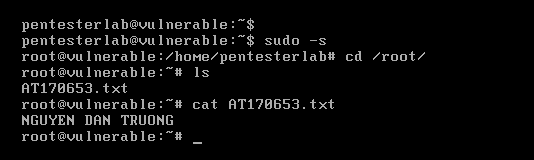 pentesterlab@vulnerable:~$
pentesterlab@vulnerable:~$ sudo -s
root@vulnerable:/home/pentesterlab# cd /root/
root@vulnerable:~# ls
AT170653.txt
root@vulnerable:~# cat AT170653.txt
NGUYEN DAN TRUONG
root@vulnerable:~# _